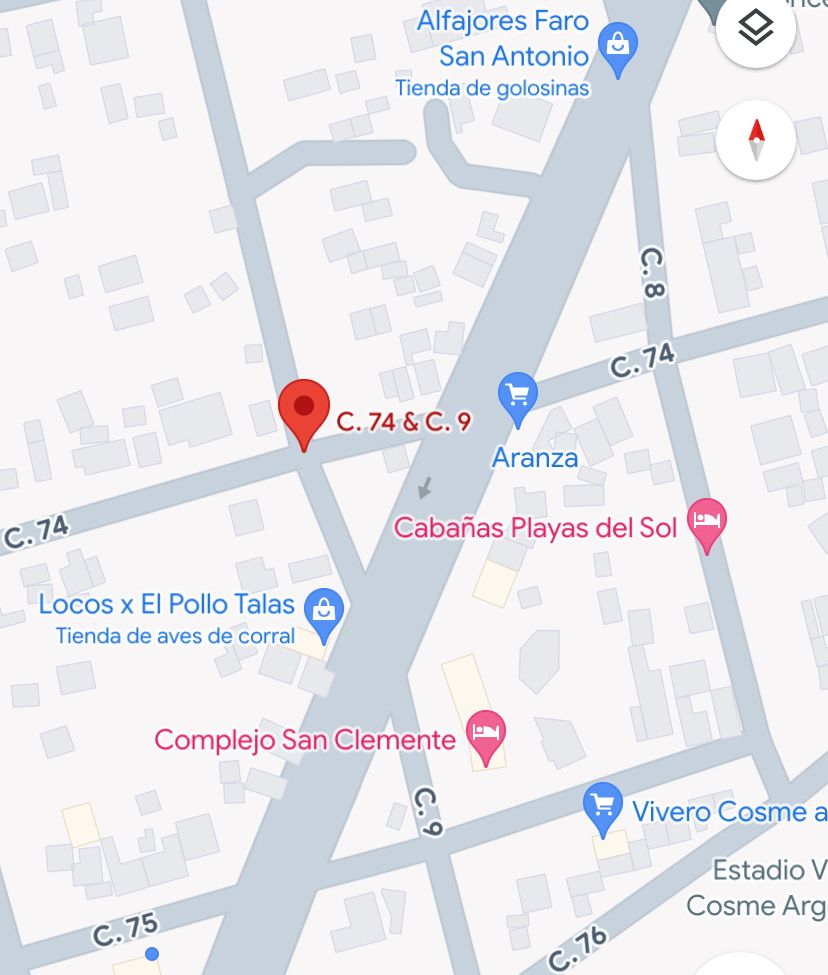 Alfajores Faro
San Antonio
Tienda de golosinas
C. 8
C. 74
C. 74 & C. 9
Aranza
C. 74
Cabañas Playas del Sol
Locos x El Pollo Talas
Tienda de aves de corral
Complejo San Clemente
C. 9
Vivero Cosme a
Estadio V
Cosme Arg
C. 75
C. 76